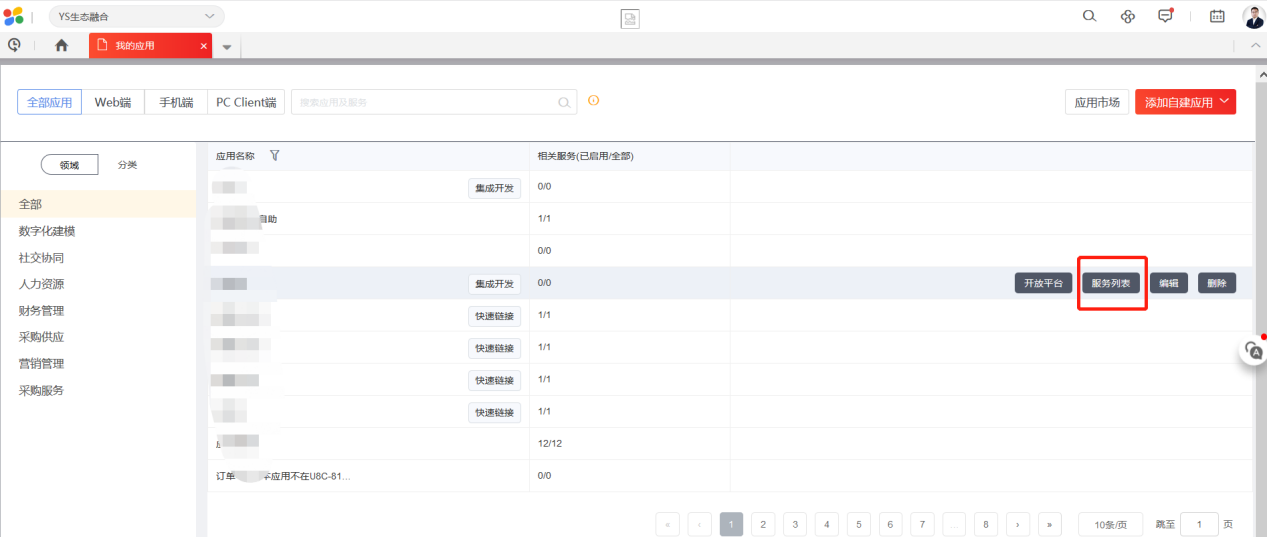 YS生态融合
我的应用
全部应用 Web端 手机端 PC Client端 搜索应用及服务 应用市场 添加自建应用
领域 分类
全部
数字化建模
社交协同
人力资源
财务管理
采购供应
营销管理
采购服务
应用名称 相关服务(已启用/全部)
集成开发 0/0
自助 1/1
0/0
集成开发 0/0 开放平台 服务列表 编辑 删除
快速链接 1/1
快速链接 1/1
快速链接 1/1
快速链接 1/1
12/12
订单 应用不在U8C-81... 0/0
« ‹ 1 2 3 4 5 6 7 ... 8 › » 10条/页 跳至 1 页